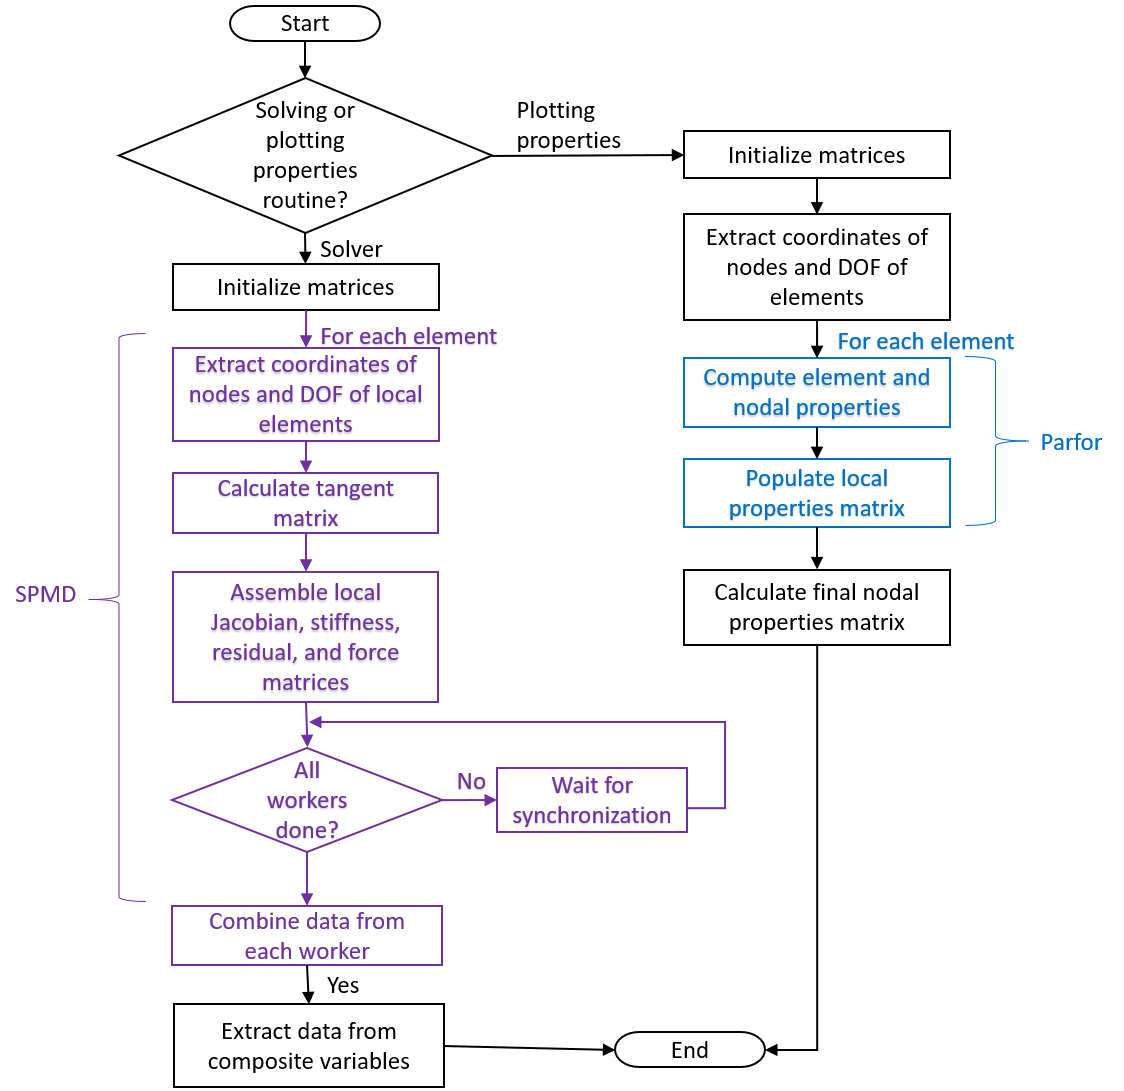 Start
Solving or
plotting
properties
routine?
Plotting
properties
Solver
Initialize matrices
For each element
Extract coordinates of
nodes and DOF of local
elements
Calculate tangent
matrix
Assemble local
Jacobian, stiffness,
residual, and force
matrices
SPMD
All
workers
done?
No
Wait for
synchronization
Combine data from
each worker
Yes
Extract data from
composite variables
Initialize matrices
Extract coordinates of
nodes and DOF of
elements
For each element
Compute element and
nodal properties
Populate local
properties matrix
Parfor
Calculate final nodal
properties matrix
End